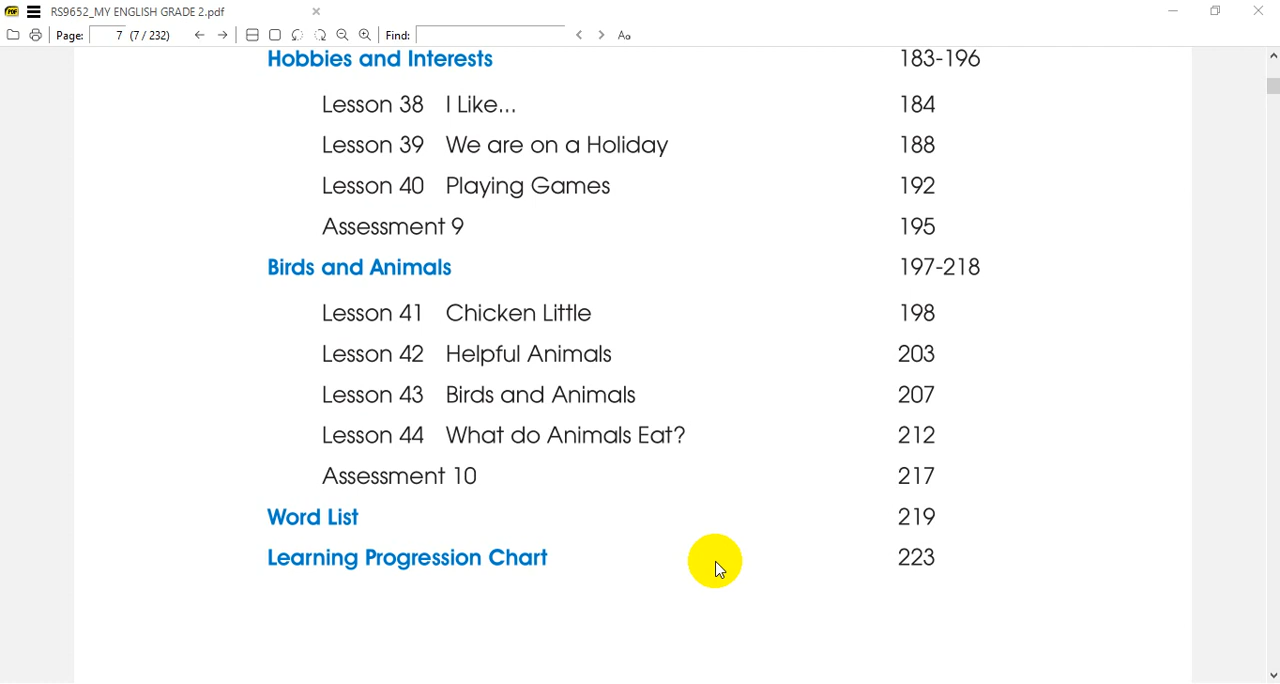 PDF RS9652_MY ENGLISH GRADE 2.pdf
Page: 7 (7 / 232) Find: Aa
Hobbies and Interests 183-196
Lesson 38 I Like... 184
Lesson 39 We are on a Holiday 188
Lesson 40 Playing Games 192
Assessment 9 195
Birds and Animals 197-218
Lesson 41 Chicken Little 198
Lesson 42 Helpful Animals 203
Lesson 43 Birds and Animals 207
Lesson 44 What do Animals Eat? 212
Assessment 10 217
Word List 219
Learning Progression Chart 223